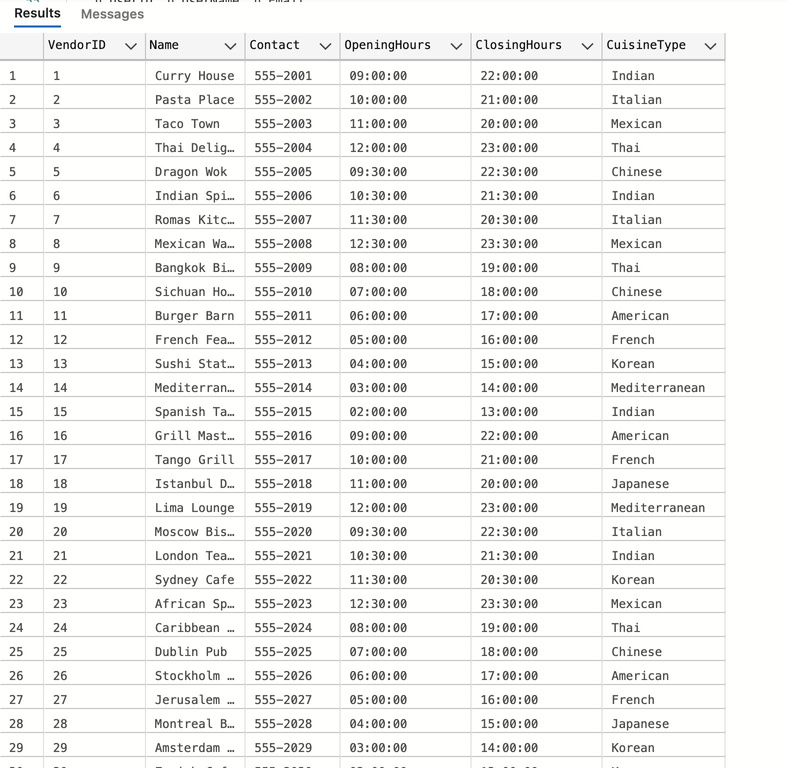 Results Messages
VendorID Name Contact OpeningHours ClosingHours CuisineType
1 1 Curry House 555-2001 09:00:00 22:00:00 Indian
2 2 Pasta Place 555-2002 10:00:00 21:00:00 Italian
3 3 Taco Town 555-2003 11:00:00 20:00:00 Mexican
4 4 Thai Delig… 555-2004 12:00:00 23:00:00 Thai
5 5 Dragon Wok 555-2005 09:30:00 22:30:00 Chinese
6 6 Indian Spi… 555-2006 10:30:00 21:30:00 Indian
7 7 Romas Kitc… 555-2007 11:30:00 20:30:00 Italian
8 8 Mexican Wa… 555-2008 12:30:00 23:30:00 Mexican
9 9 Bangkok Bi… 555-2009 08:00:00 19:00:00 Thai
10 10 Sichuan Ho… 555-2010 07:00:00 18:00:00 Chinese
11 11 Burger Barn 555-2011 06:00:00 17:00:00 American
12 12 French Fea… 555-2012 05:00:00 16:00:00 French
13 13 Sushi Stat… 555-2013 04:00:00 15:00:00 Korean
14 14 Mediterran… 555-2014 03:00:00 14:00:00 Mediterranean
15 15 Spanish Ta… 555-2015 02:00:00 13:00:00 Indian
16 16 Grill Mast… 555-2016 09:00:00 22:00:00 American
17 17 Tango Grill 555-2017 10:00:00 21:00:00 French
18 18 Istanbul D… 555-2018 11:00:00 20:00:00 Japanese
19 19 Lima Lounge 555-2019 12:00:00 23:00:00 Mediterranean
20 20 Moscow Bis… 555-2020 09:30:00 22:30:00 Italian
21 21 London Tea… 555-2021 10:30:00 21:30:00 Indian
22 22 Sydney Cafe 555-2022 11:30:00 20:30:00 Korean
23 23 African Sp… 555-2023 12:30:00 23:30:00 Mexican
24 24 Caribbean … 555-2024 08:00:00 19:00:00 Thai
25 25 Dublin Pub 555-2025 07:00:00 18:00:00 Chinese
26 26 Stockholm … 555-2026 06:00:00 17:00:00 American
27 27 Jerusalem … 555-2027 05:00:00 16:00:00 French
28 28 Montreal B… 555-2028 04:00:00 15:00:00 Japanese
29 29 Amsterdam … 555-2029 03:00:00 14:00:00 Korean